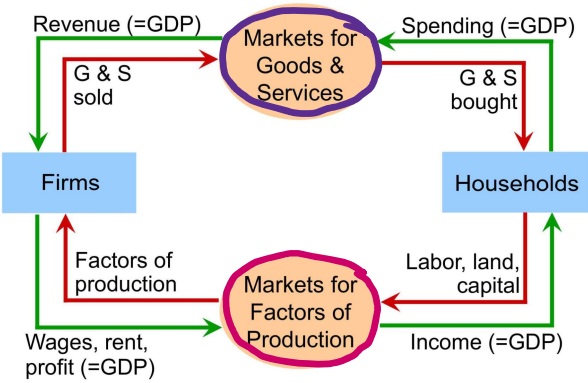 Revenue (=GDP)
Markets for
Goods &
Services
Spending (=GDP)
G & S
sold
G & S
bought
Firms
Households
Factors of
production
Markets for
Factors of
Production
Labor, land,
capital
Wages, rent,
profit (=GDP)
Income (=GDP)